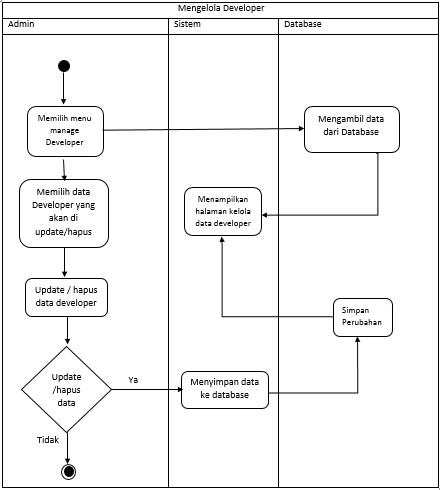 Mengelola Developer
Admin
Sistem
Database
Memilih menu
manage
Developer
Mengambil data
dari Database
Memilih data
Developer yang
akan di
update/hapus
Menampilkan
halaman kelola
data developer
Update / hapus
data developer
Simpan
Perubahan
Update
/hapus
data
Ya
Menyimpan data
ke database
Tidak